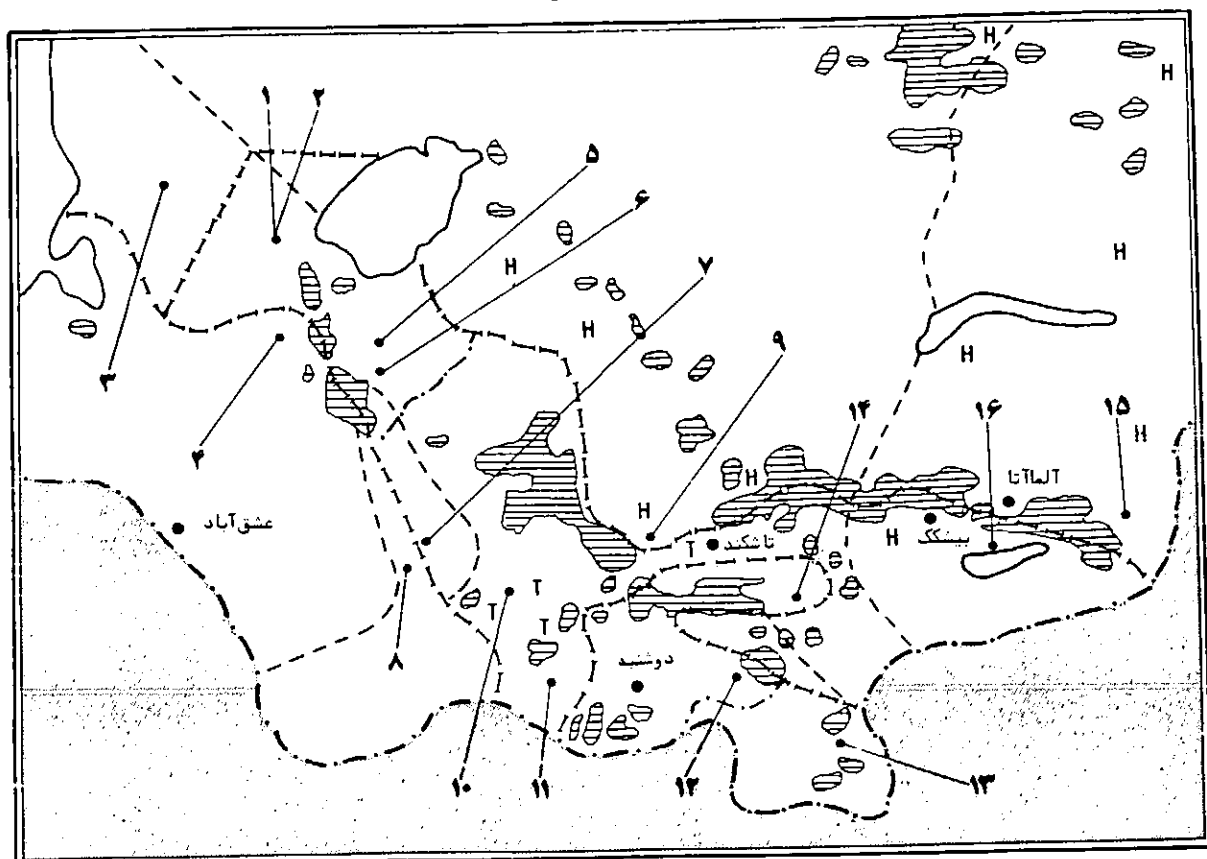 H
H
۱ ۲
۵
۶
H
H
۷
H
۹
H
۳
۴
۱۴ ۱۶ ۱۵
H
H
آلماآتا
H
عشق‌آباد
تاشکند
بیشکک
H
T
T
T
T
۸
دوشنبه
۱۰ ۱۱ ۱۲ ۱۳